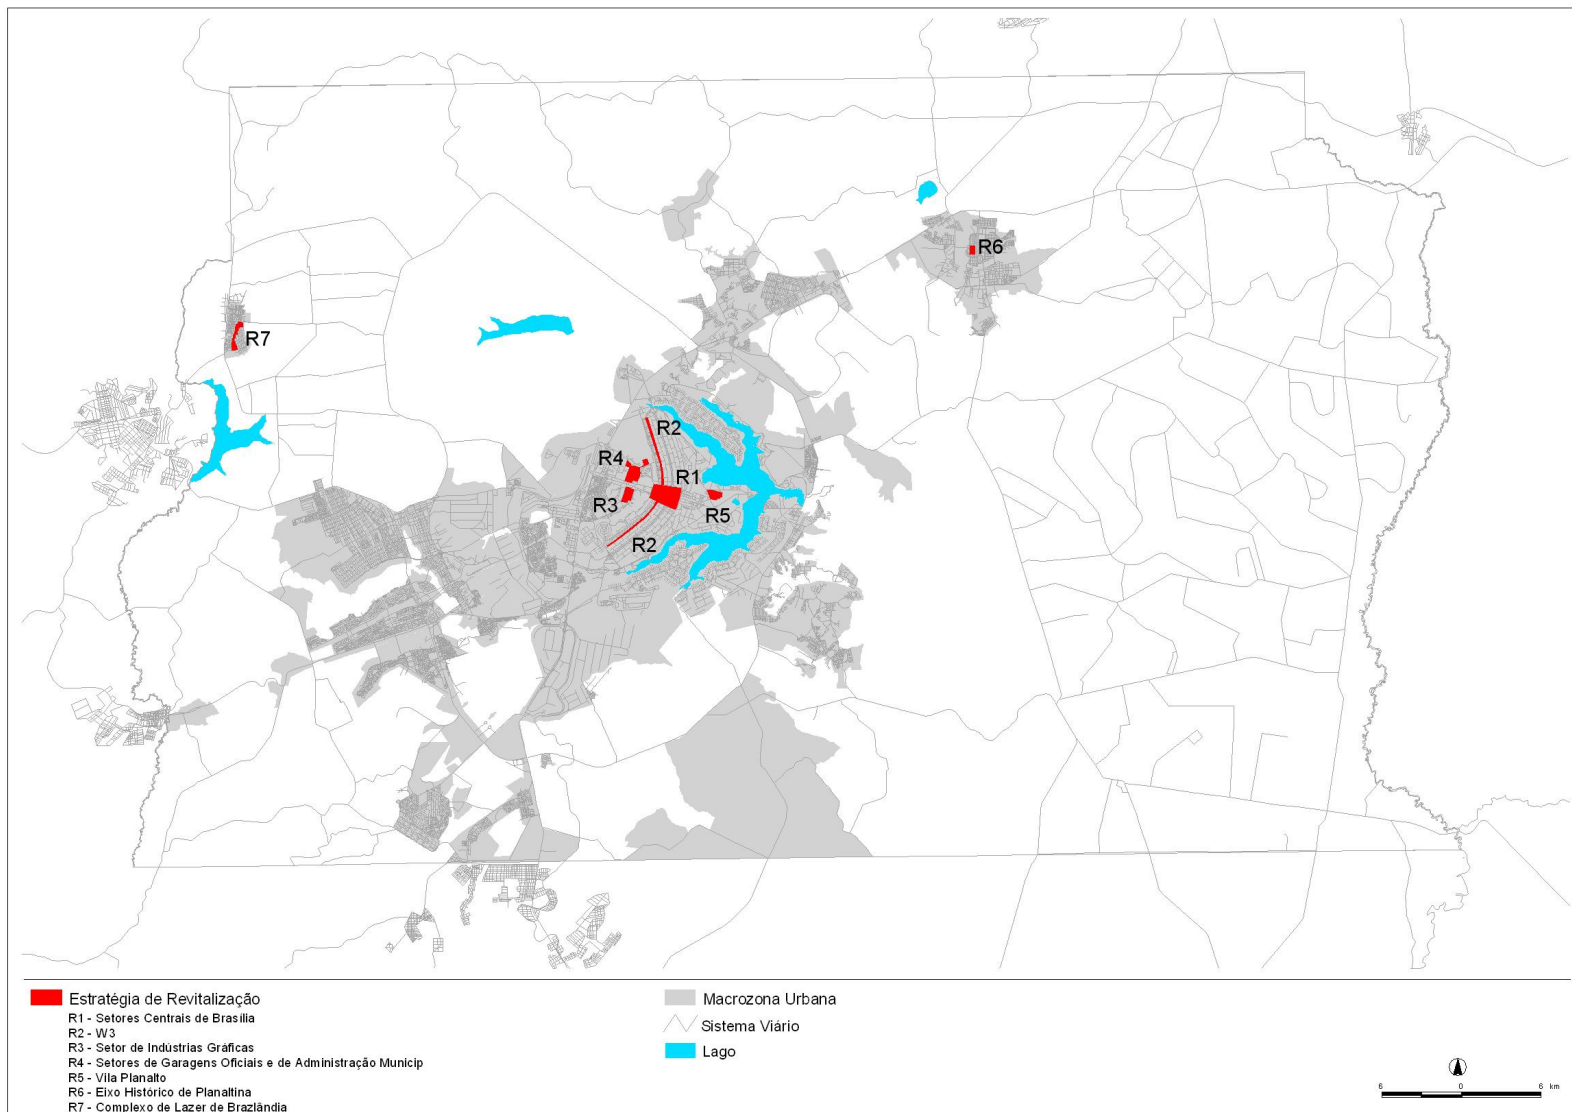 R6
R7
R2
R4
R1
R3
R5
R2
Estratégia de Revitalização
R1 - Setores Centrais de Brasília
R2 - W3
R3 - Setor de Indústrias Gráficas
R4 - Setores de Garagens Oficiais e de Administração Municip
R5 - Vila Planalto
R6 - Eixo Histórico de Planaltina
R7 - Complexo de Lazer de Brazlândia
Macrozona Urbana
Sistema Viário
Lago
6 0 6 km